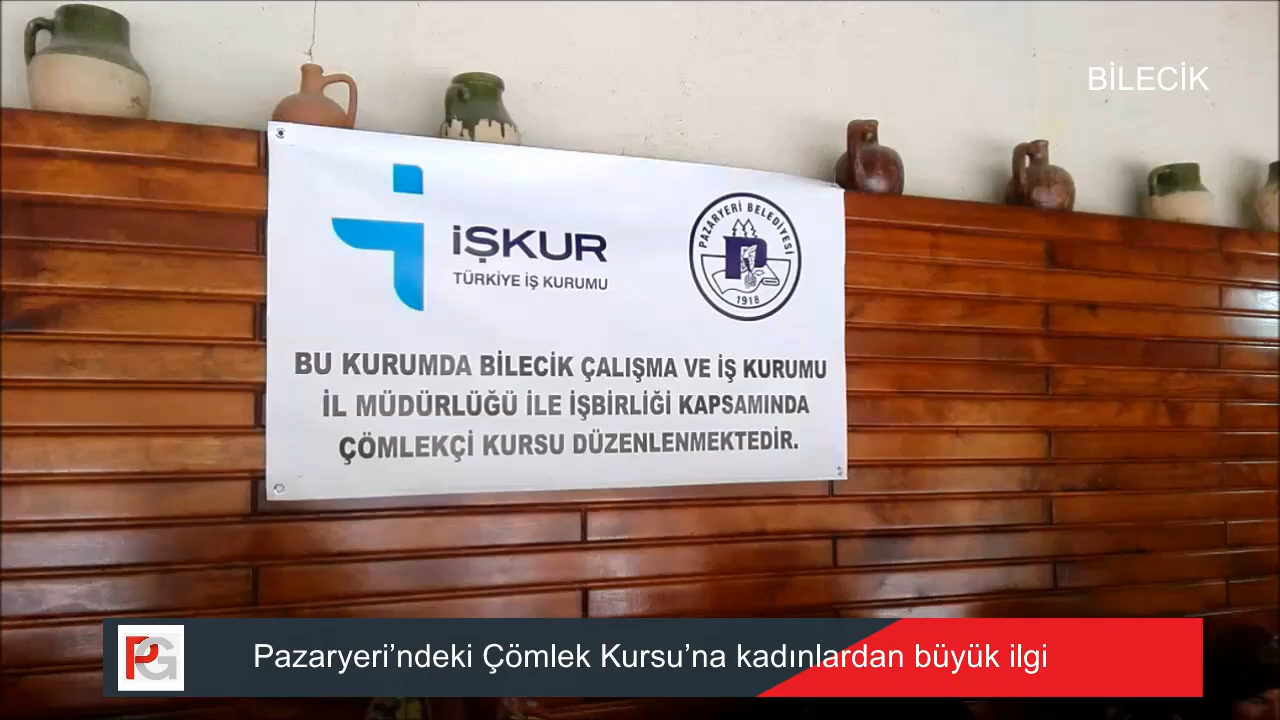 BİLECİK
İŞKUR
TÜRKİYE İŞ KURUMU
PAZARYERİ BELEDİYESİ
P
1918
BU KURUMDA BİLECİK ÇALIŞMA VE İŞ KURUMU
İL MÜDÜRLÜĞÜ İLE İŞBİRLİĞİ KAPSAMINDA
ÇÖMLEKÇİ KURSU DÜZENLENMEKTEDİR.
PG
Pazaryeri’ndeki Çömlek Kursu’na kadınlardan büyük ilgi